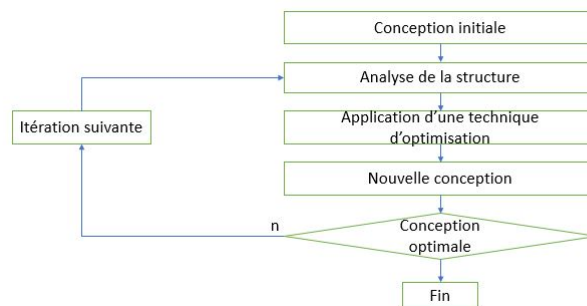 Conception initiale
Analyse de la structure
Itération suivante
Application d'une technique
d'optimisation
Nouvelle conception
n
Conception
optimale
Fin